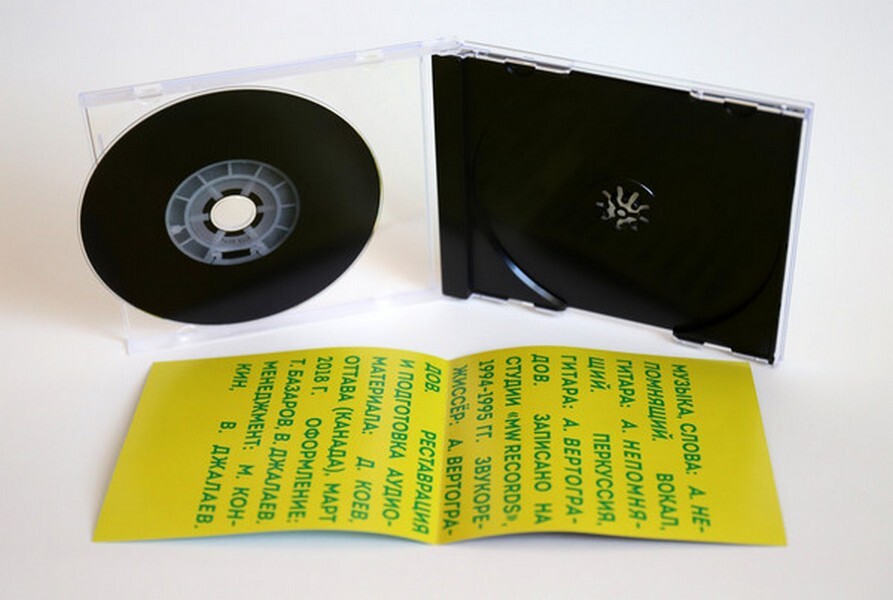 МУЗЫКА, СЛОВА: А. НЕ-
ПОМНЯЩИЙ. ВОКАЛ,
ГИТАРА: А. НЕПОМНЯ-
ЩИЙ. ПЕРКУССИЯ,
ГИТАРА: А. ВЕРТОГРА-
ДОВ. ЗАПИСАНО НА
СТУДИИ «MW RECORDS»,
1994-1995 ГГ. ЗВУКОРЕ-
ЖИССЁР: А. ВЕРТОГРА-
ДОВ. РЕСТАВРАЦИЯ
И ПОДГОТОВКА АУДИО-
МАТЕРИАЛА: Д. КОЕВ,
ОТТАВА (КАНАДА), МАРТ
2018 Г. ОФОРМЛЕНИЕ:
Т. БАЗАРОВ, В. ДЖАЛАЕВ.
МЕНЕДЖМЕНТ: М. КОН-
КИН, В. ДЖАЛАЕВ.